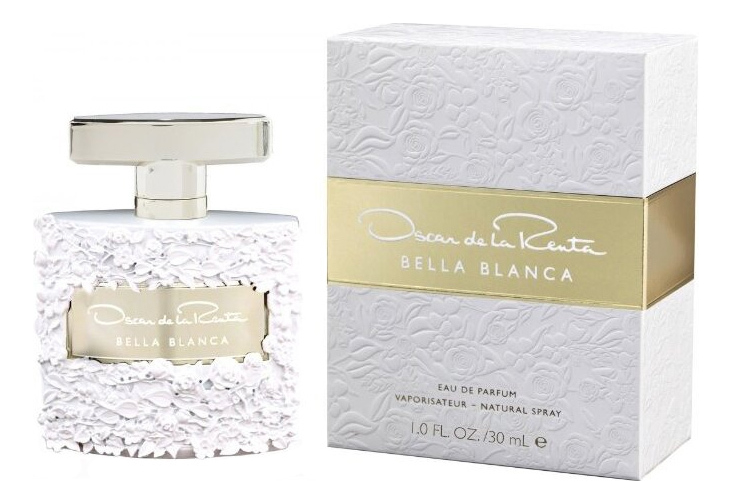 Oscar de la Renta
BELLA BLANCA
Oscar de la Renta
BELLA BLANCA
EAU DE PARFUM
VAPORISATEUR – NATURAL SPRAY
1.0 FL. OZ./30 mL ℮